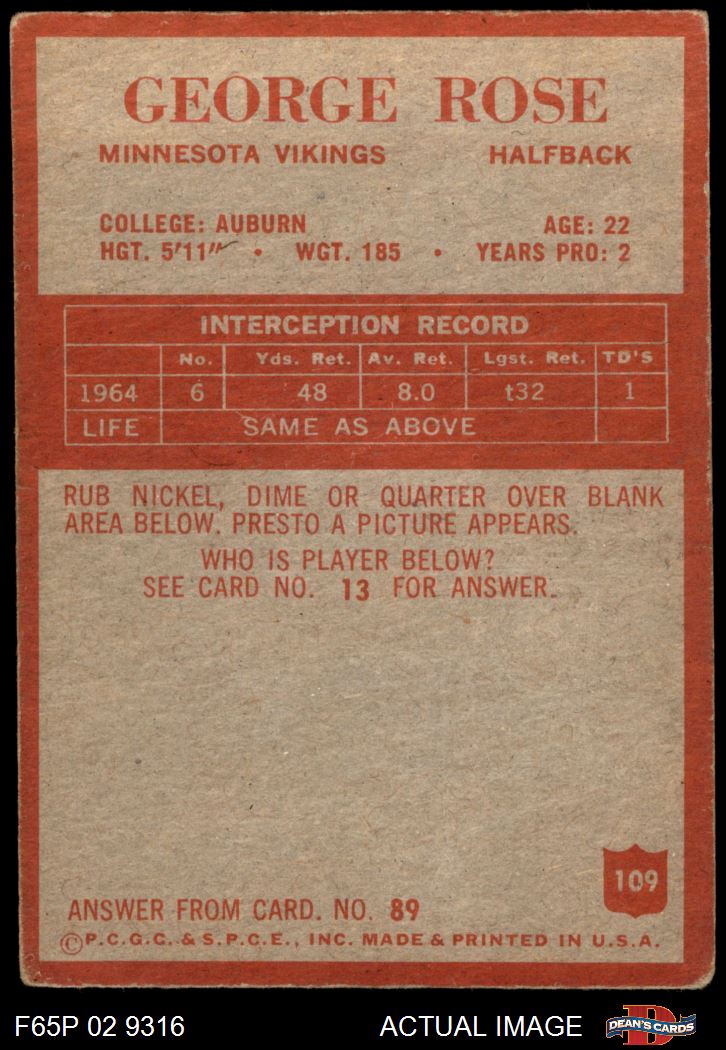 GEORGE ROSE
MINNESOTA VIKINGS HALFBACK
COLLEGE: AUBURN AGE: 22
HGT. 5'11" • WGT. 185 • YEARS PRO: 2
INTERCEPTION RECORD
No. Yds. Ret. Av. Ret. Lgst. Ret. TD'S
1964 6 48 8.0 t32 1
LIFE SAME AS ABOVE
RUB NICKEL, DIME OR QUARTER OVER BLANK
AREA BELOW. PRESTO A PICTURE APPEARS.
WHO IS PLAYER BELOW?
SEE CARD NO. 13 FOR ANSWER.
109
ANSWER FROM CARD. NO. 89
©P.C.G.C. & S.P.C.E., INC. MADE & PRINTED IN U.S.A.
F65P 02 9316 ACTUAL IMAGE D DEAN'S CARDS